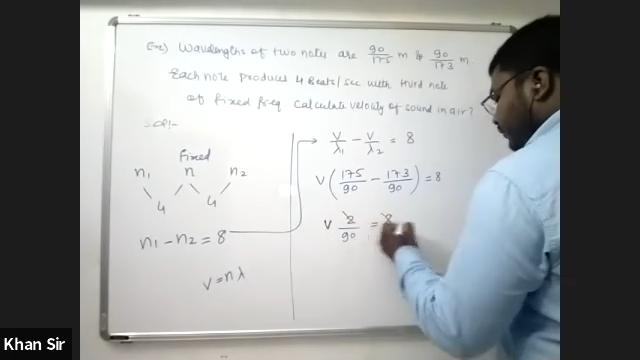 Ex) Wavelengths of two notes are 90/175 m & 90/173 m.
Each note produces 4 Beats/sec with third note
of fixed freq calculate velocity of sound in air?
Sol:-
Fixed
n1 n n2
4 4
n1 - n2 = 8
v = nλ
v/λ1 - v/λ2 = 8
v(175/90 - 173/90) = 8
v 2/90 = 8
Khan Sir